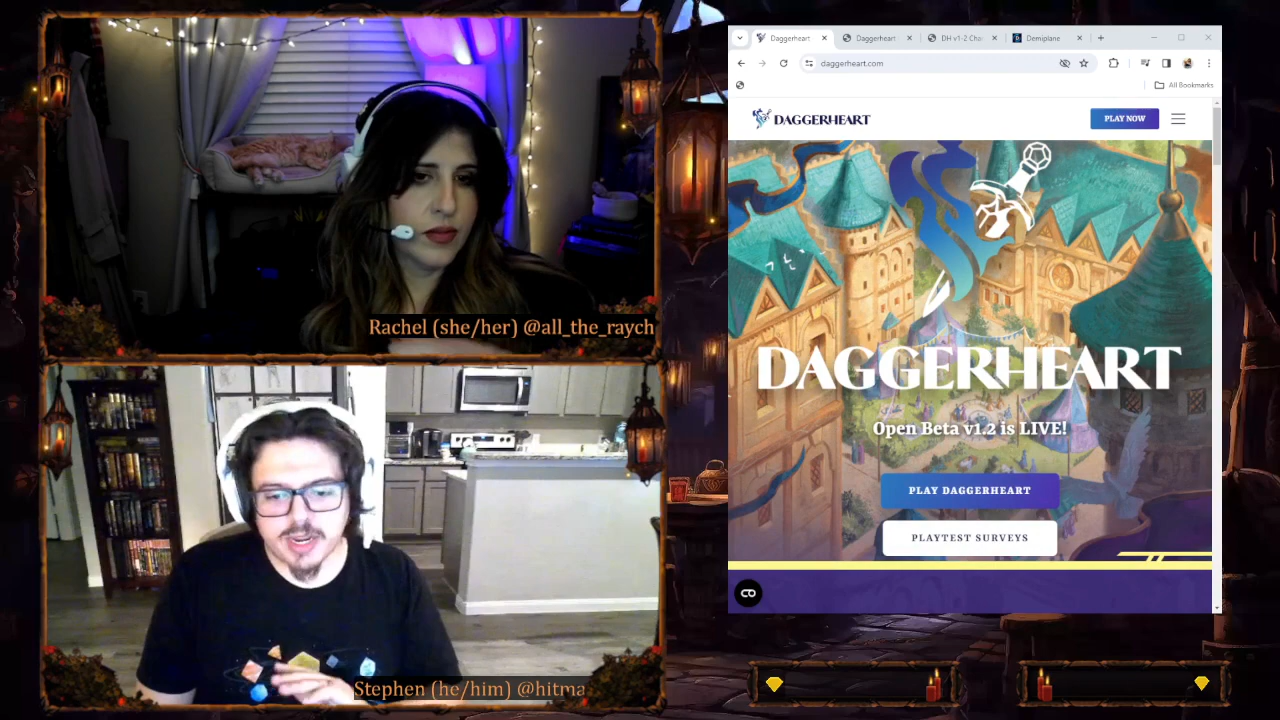 Rachel (she/her) @all_the_raych
Stephen (he/him) @hitma
Daggerheart
Daggerheart
DH v1-2 Cha
Demiplane
daggerheart.com
All Bookmarks
DAGGERHEART
PLAY NOW
DAGGERHEART
Open Beta v1.2 is LIVE!
PLAY DAGGERHEART
PLAYTEST SURVEYS